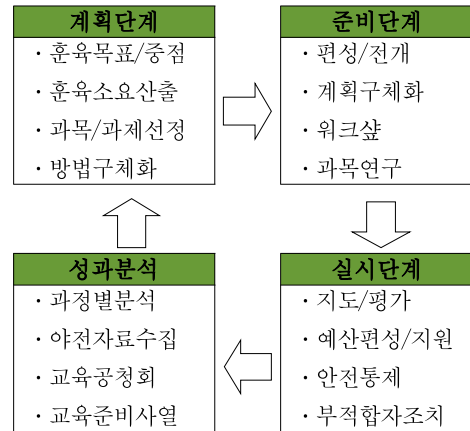 계획단계
· 훈육목표/중점
· 훈육소요산출
· 과목/과제선정
· 방법구체화
준비단계
· 편성/전개
· 계획구체화
· 워크샾
· 과목연구
실시단계
· 지도/평가
· 예산편성/지원
· 안전통제
· 부적합자조치
성과분석
· 과정별분석
· 야전자료수집
· 교육공청회
· 교육준비사열